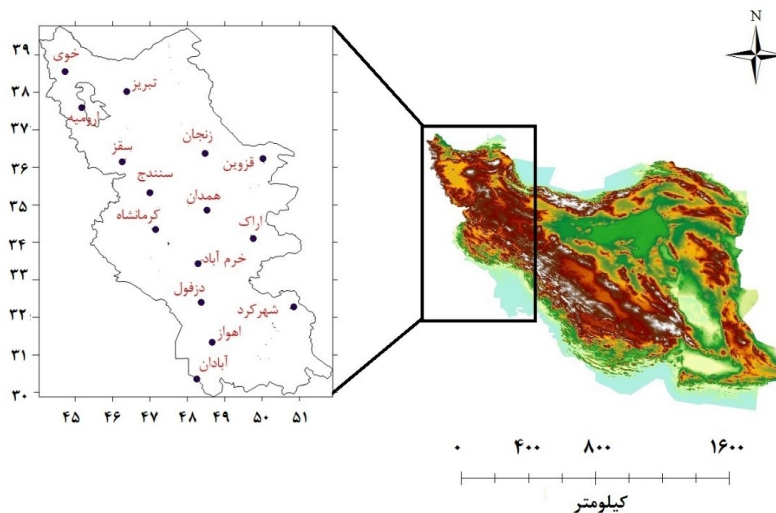 N
۳۹
۳۸
۳۷
۳۶
۳۵
۳۴
۳۳
۳۲
۳۱
۳۰
خوی
تبریز
ارومیه
زنجان
سقز
قزوین
سنندج
همدان
کرمانشاه
اراک
خرم آباد
دزفول
شهرکرد
اهواز
آبادان
۴۵ ۴۶ ۴۷ ۴۸ ۴۹ ۵۰ ۵۱
۰ ۴۰۰ ۸۰۰ ۱۶۰۰
کیلومتر